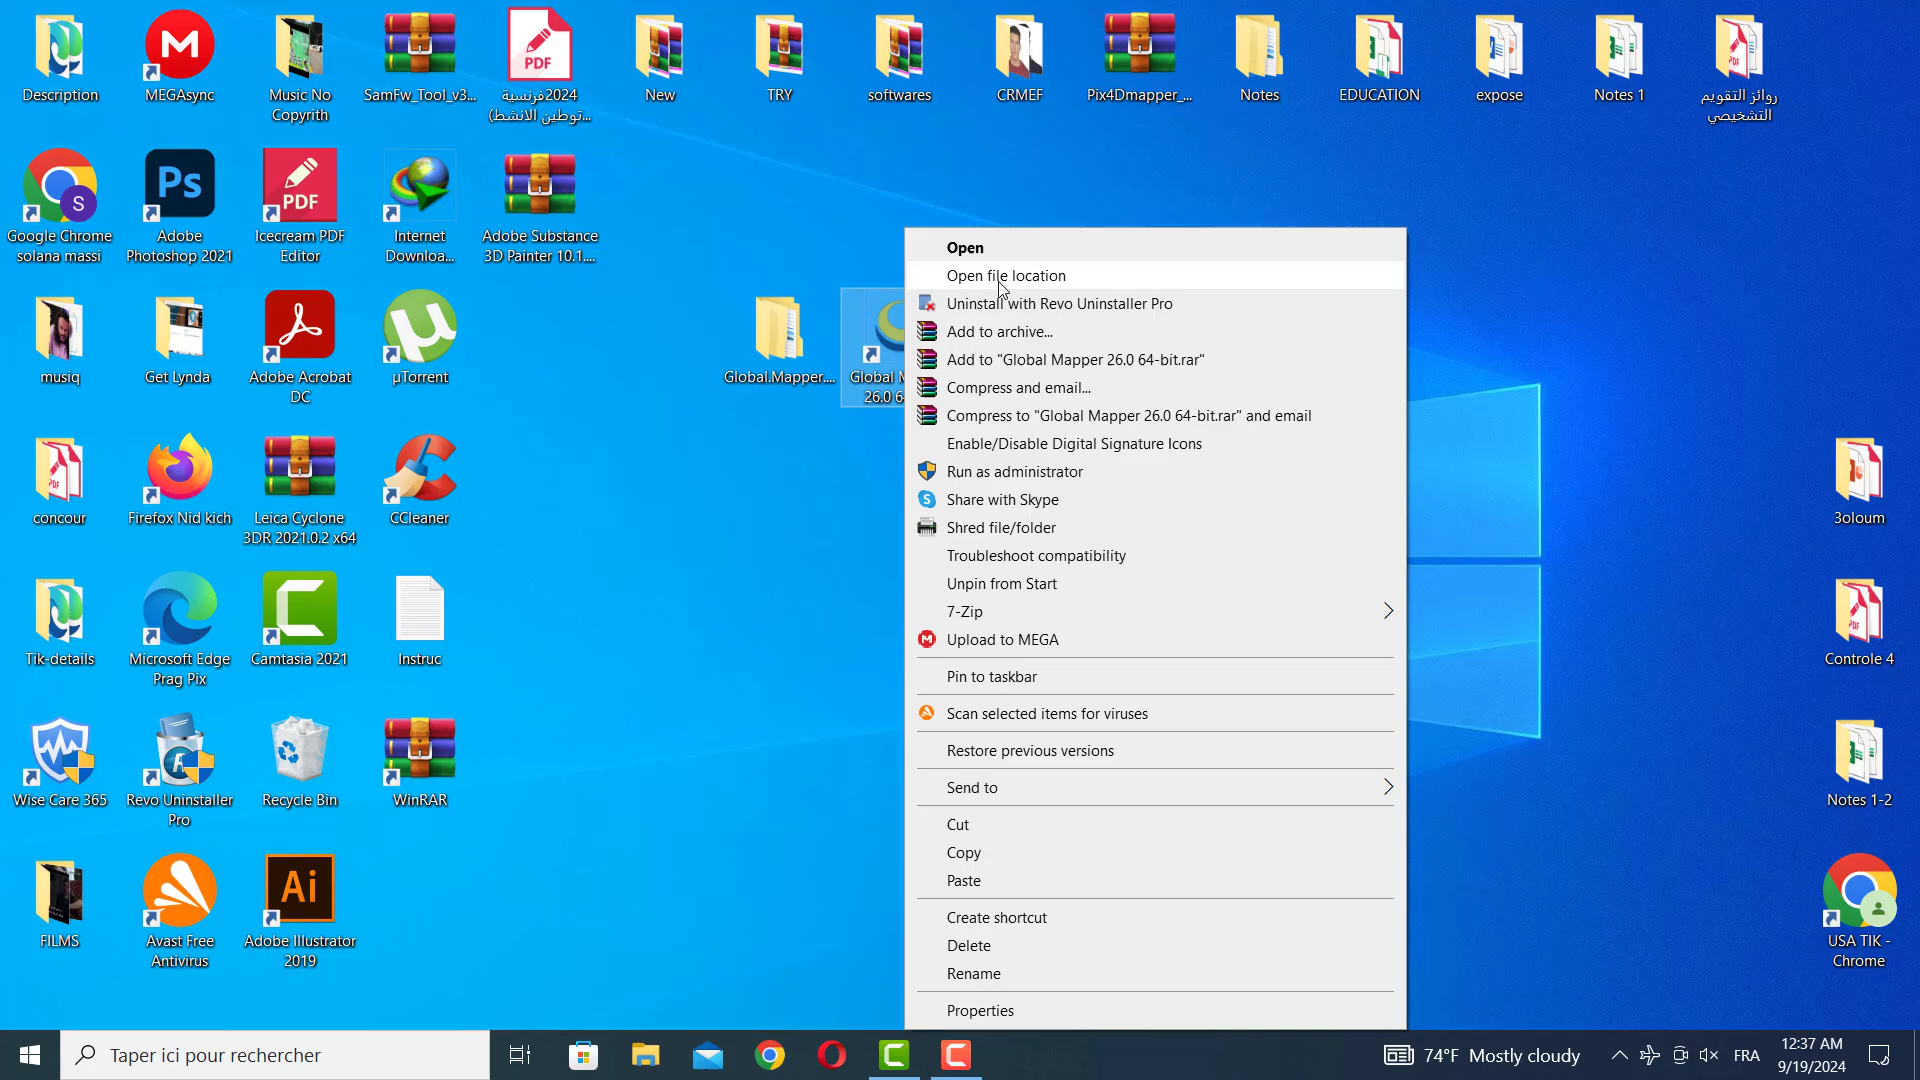 Description
MEGAsync
Music No
Copyrith
SamFw_Tool_v3...
2024فرنسية
(توطين الانشط...
New
TRY
softwares
CRMEF
Pix4Dmapper_...
Notes
EDUCATION
expose
Notes 1
روائز التقويم
التشخيصي
Google Chrome
solana massi
Adobe
Photoshop 2021
Icecream PDF
Editor
Internet
Downloa...
Adobe Substance
3D Painter 10.1....
musiq
Get Lynda
Adobe Acrobat
DC
µTorrent
Global.Mapper....
Global M
26.0 64
concour
Firefox Nid kich
Leica Cyclone
3DR 2021.0.2 x64
CCleaner
Tik-details
Microsoft Edge
Prag Pix
Camtasia 2021
Instruc
Wise Care 365
Revo Uninstaller
Pro
Recycle Bin
WinRAR
FILMS
Avast Free
Antivirus
Adobe Illustrator
2019
Open
Open file location
Uninstall with Revo Uninstaller Pro
Add to archive...
Add to "Global Mapper 26.0 64-bit.rar"
Compress and email...
Compress to "Global Mapper 26.0 64-bit.rar" and email
Enable/Disable Digital Signature Icons
Run as administrator
Share with Skype
Shred file/folder
Troubleshoot compatibility
Unpin from Start
7-Zip
Upload to MEGA
Pin to taskbar
Scan selected items for viruses
Restore previous versions
Send to
Cut
Copy
Paste
Create shortcut
Delete
Rename
Properties
3oloum
Controle 4
Notes 1-2
USA TIK -
Chrome
Taper ici pour rechercher
74°F Mostly cloudy
FRA
12:37 AM
9/19/2024